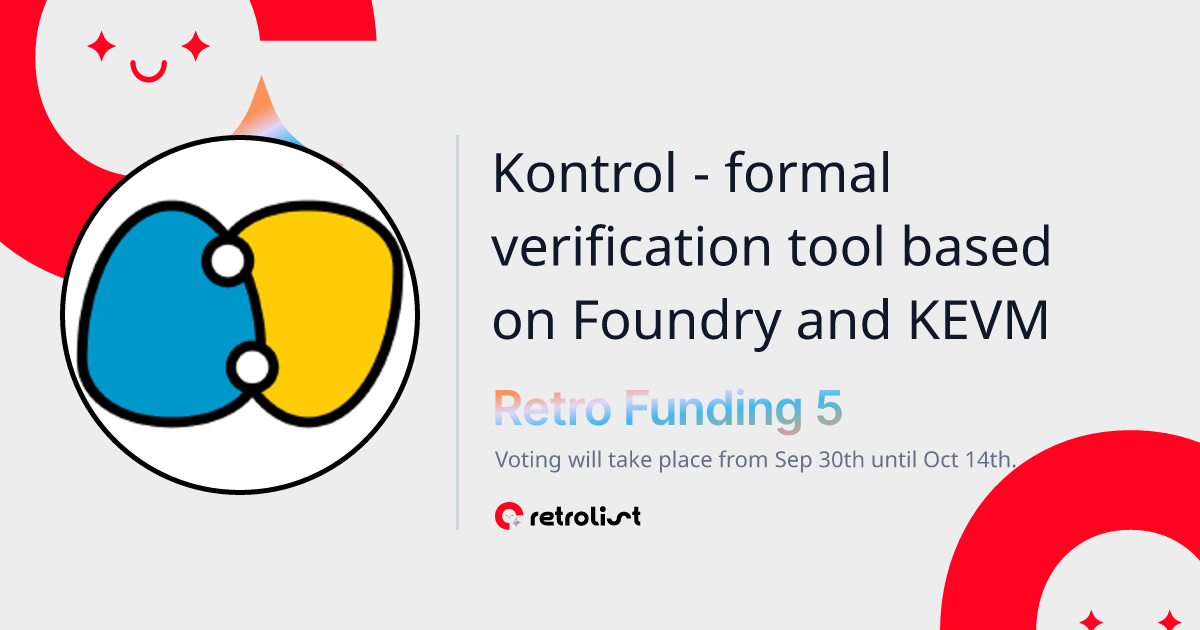 Kontrol - formal
verification tool based
on Foundry and KEVM
Retro Funding 5
Voting will take place from Sep 30th until Oct 14th.
retrolist